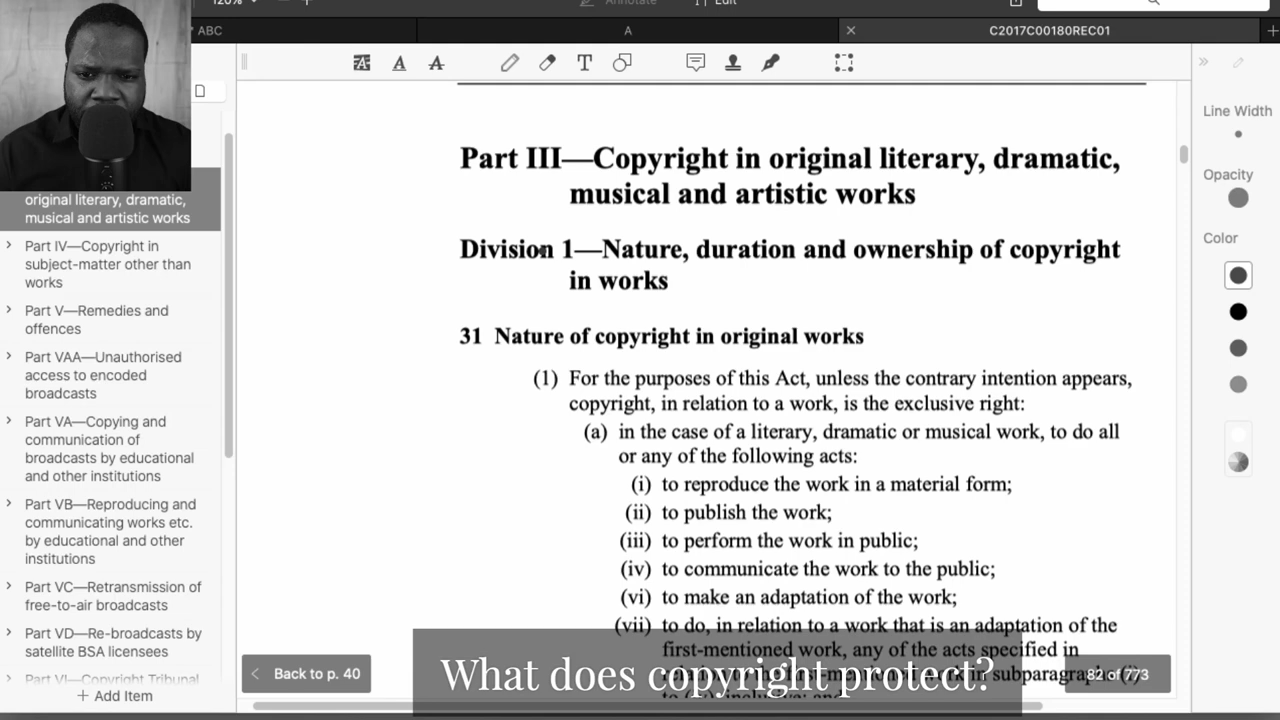 120%
Annotate
Edit
ABC
A
C2017C00180REC01
original literary, dramatic,
musical and artistic works
Part IV—Copyright in
subject-matter other than
works
Part V—Remedies and
offences
Part VAA—Unauthorised
access to encoded
broadcasts
Part VA—Copying and
communication of
broadcasts by educational
and other institutions
Part VB—Reproducing and
communicating works etc.
by educational and other
institutions
Part VC—Retransmission of
free-to-air broadcasts
Part VD—Re-broadcasts by
satellite BSA licensees
Part VI—Copyright Tribunal
+ Add Item
Part III—Copyright in original literary, dramatic,
musical and artistic works
Division 1—Nature, duration and ownership of copyright
in works
31 Nature of copyright in original works
(1) For the purposes of this Act, unless the contrary intention appears,
copyright, in relation to a work, is the exclusive right:
(a) in the case of a literary, dramatic or musical work, to do all
or any of the following acts:
(i) to reproduce the work in a material form;
(ii) to publish the work;
(iii) to perform the work in public;
(iv) to communicate the work to the public;
(vi) to make an adaptation of the work;
(vii) to do, in relation to a work that is an adaptation of the
first-mentioned work, any of the acts specified in
subparagraph
Back to p. 40
What does copyright protect?
82 of 773
Line Width
Opacity
Color